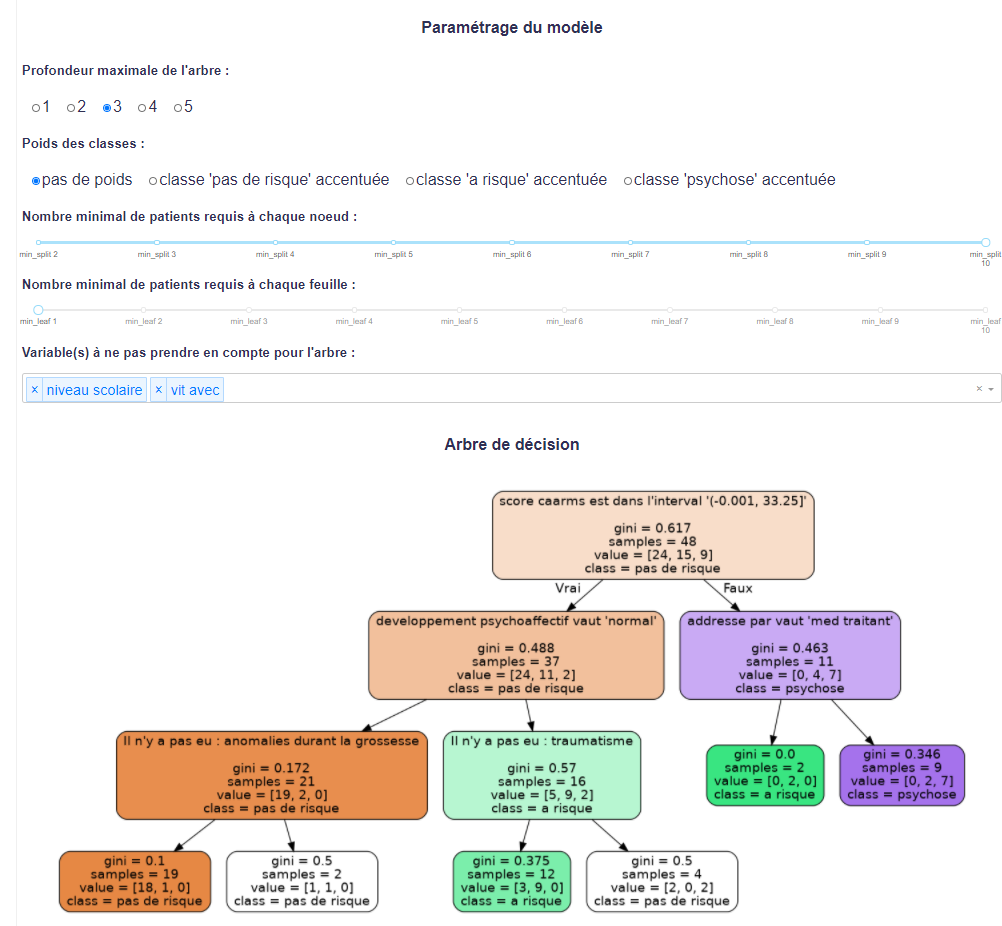 Paramétrage du modèle
Profondeur maximale de l'arbre :
1 2 3 4 5
Poids des classes :
pas de poids classe 'pas de risque' accentuée classe 'a risque' accentuée classe 'psychose' accentuée
Nombre minimal de patients requis à chaque noeud :
min_split 2 min_split 3 min_split 4 min_split 5 min_split 6 min_split 7 min_split 8 min_split 9 min_split
10
Nombre minimal de patients requis à chaque feuille :
min_leaf 1 min_leaf 2 min_leaf 3 min_leaf 4 min_leaf 5 min_leaf 6 min_leaf 7 min_leaf 8 min_leaf 9 min_leaf
10
Variable(s) à ne pas prendre en compte pour l'arbre :
× niveau scolaire × vit avec ×
Arbre de décision
score caarms est dans l'interval '(-0.001, 33.25]'
gini = 0.617
samples = 48
value = [24, 15, 9]
class = pas de risque
Vrai
Faux
developpement psychoaffectif vaut 'normal'
gini = 0.488
samples = 37
value = [24, 11, 2]
class = pas de risque
addresse par vaut 'med traitant'
gini = 0.463
samples = 11
value = [0, 4, 7]
class = psychose
Il n'y a pas eu : anomalies durant la grossesse
gini = 0.172
samples = 21
value = [19, 2, 0]
class = pas de risque
Il n'y a pas eu : traumatisme
gini = 0.57
samples = 16
value = [5, 9, 2]
class = a risque
gini = 0.0
samples = 2
value = [0, 2, 0]
class = a risque
gini = 0.346
samples = 9
value = [0, 2, 7]
class = psychose
gini = 0.1
samples = 19
value = [18, 1, 0]
class = pas de risque
gini = 0.5
samples = 2
value = [1, 1, 0]
class = pas de risque
gini = 0.375
samples = 12
value = [3, 9, 0]
class = a risque
gini = 0.5
samples = 4
value = [2, 0, 2]
class = pas de risque